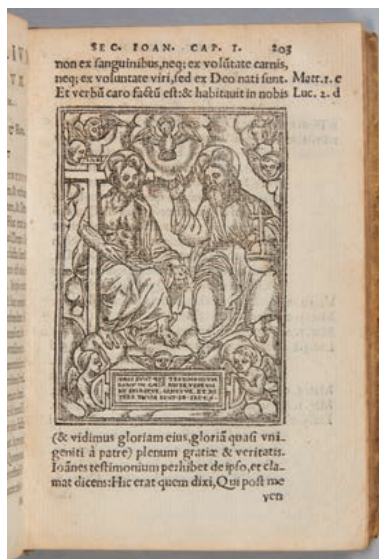 SEC. IOAN. CAP. I. 203
non ex sanguinibus, neq; ex volūtate carnis,
neq; ex voluntate viri, sed ex Deo nati sunt. Matt. 1. c
Et verbū caro factū est: & habitauit in nobis Luc. 2. d
(& vidimus gloriam eius, gloriā quasi vni-
geniti à patre) plenum gratiæ & veritatis.
Ioānes testimonium perhibet de ipso, et cla-
mat dicens: Hic erat quem dixi, Qui post me
ven